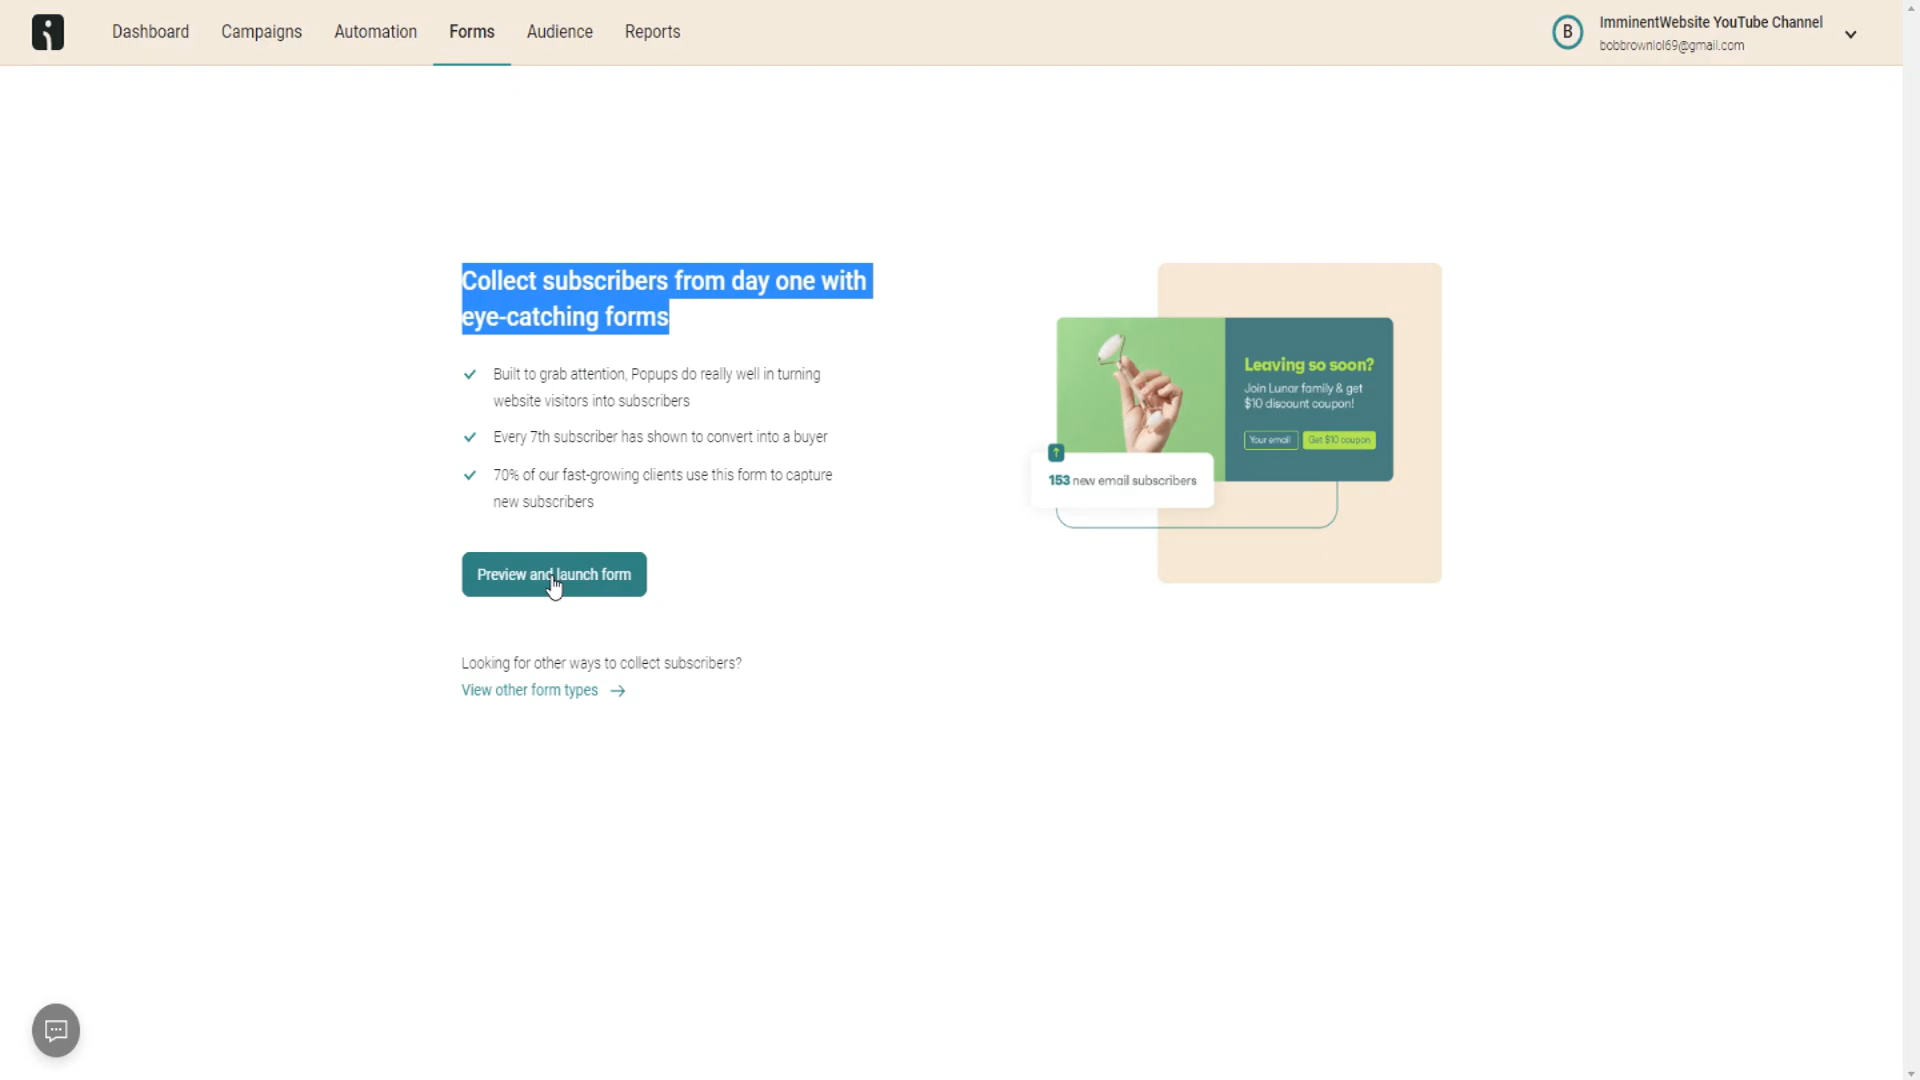 Dashboard
Campaigns
Automation
Forms
Audience
Reports
B
ImminentWebsite YouTube Channel
bobbrownlol69@gmail.com
Collect subscribers from day one with
eye-catching forms
Built to grab attention, Popups do really well in turning
website visitors into subscribers
Every 7th subscriber has shown to convert into a buyer
70% of our fast-growing clients use this form to capture
new subscribers
Preview and launch form
Looking for other ways to collect subscribers?
View other form types →
Leaving so soon?
Join Lunar family & get
$10 discount coupon!
Your email
Get $10 coupon
153 new email subscribers